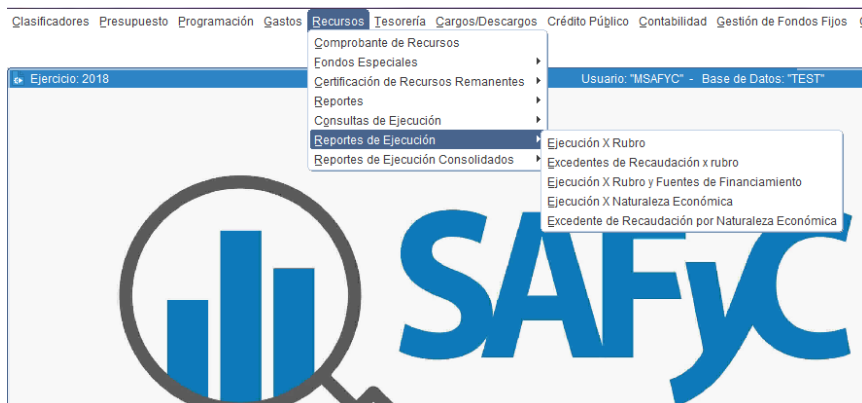 Clasificadores Presupuesto Programación Gastos Recursos Tesorería Cargos/Descargos Crédito Público Contabilidad Gestión de Fondos Fijos
Comprobante de Recursos
Fondos Especiales
Ejercicio: 2018
Certificación de Recursos Remanentes
Usuario: "MSAFYC" - Base de Datos: "TEST"
Reportes
Consultas de Ejecución
Reportes de Ejecución
Ejecución X Rubro
Reportes de Ejecución Consolidados
Excedentes de Recaudación x rubro
Ejecución X Rubro y Fuentes de Financiamiento
Ejecución X Naturaleza Económica
Excedente de Recaudación por Naturaleza Económica
SAFyC